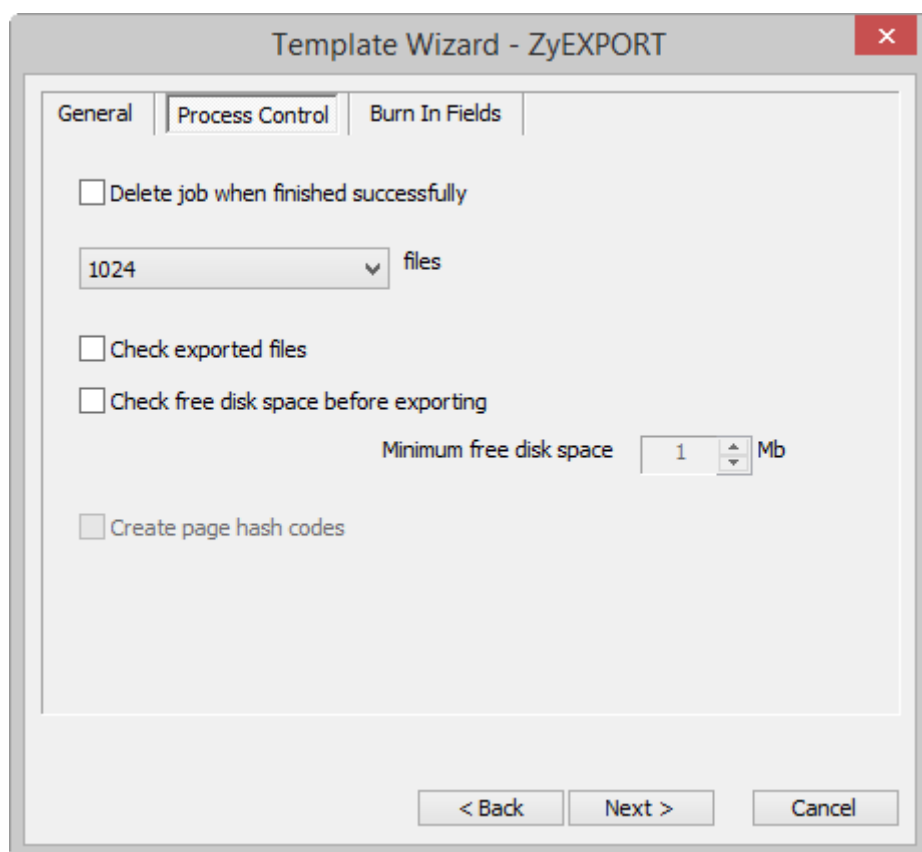 Template Wizard - ZyEXPORT
General Process Control Burn In Fields
Delete job when finished successfully
1024 files
Check exported files
Check free disk space before exporting
Minimum free disk space 1 Mb
Create page hash codes
< Back Next > Cancel